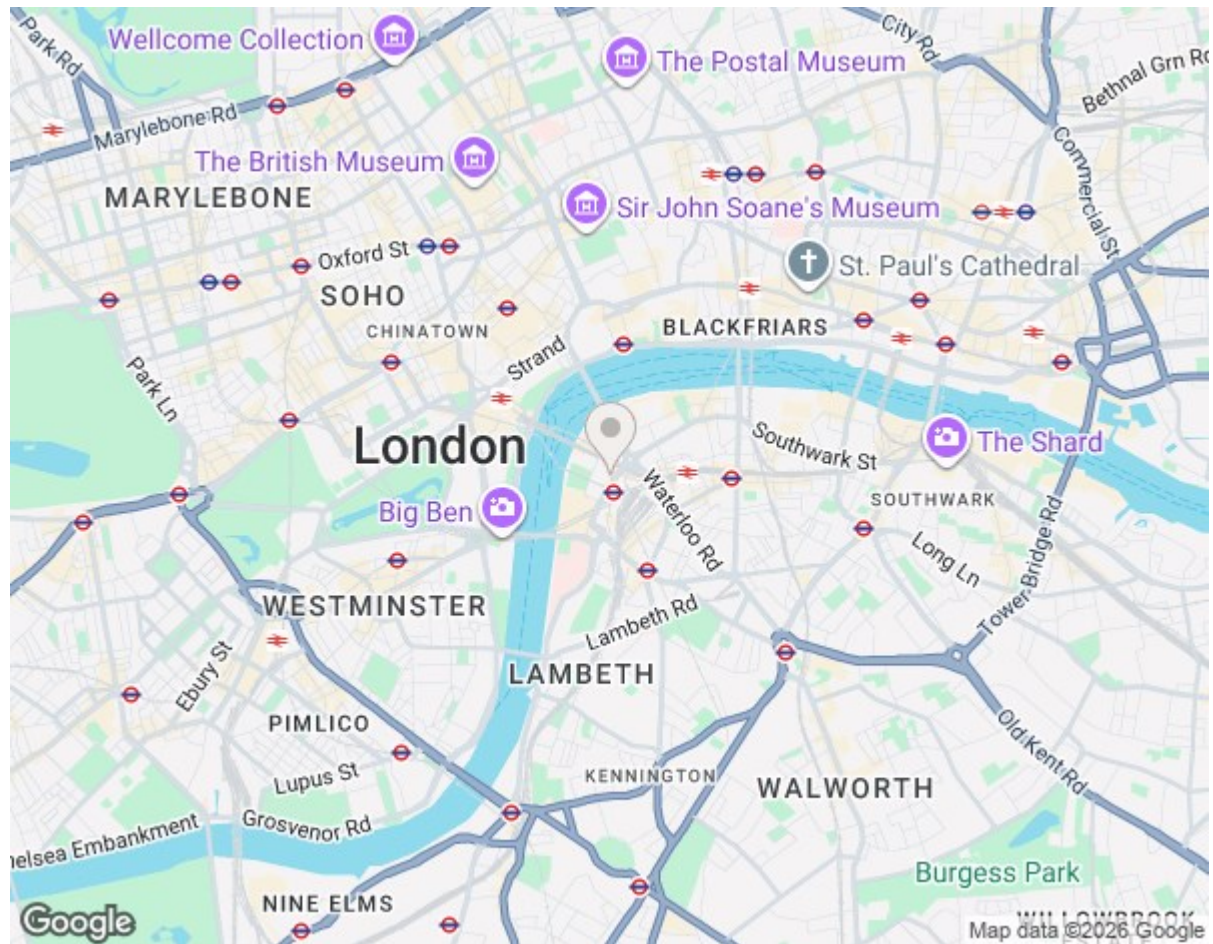 Park Rd
Wellcome Collection
The Postal Museum
City Rd
Bethnal Grn Rd
Marylebone Rd
Commercial St
The British Museum
MARYLEBONE
Sir John Soane's Museum
Oxford St
St. Paul's Cathedral
SOHO
CHINATOWN
BLACKFRIARS
Strand
Park Ln
London
Southwark St
The Shard
Waterloo Rd
SOUTHWARK
Big Ben
Long Ln
Tower Bridge Rd
WESTMINSTER
Lambeth Rd
Ebury St
LAMBETH
PIMLICO
Old Kent Rd
Lupus St
KENNINGTON
WALWORTH
Grosvenor Rd
helsea Embankment
Burgess Park
NINE ELMS
WILLOWBROOK
Google
Map data ©2026 Google